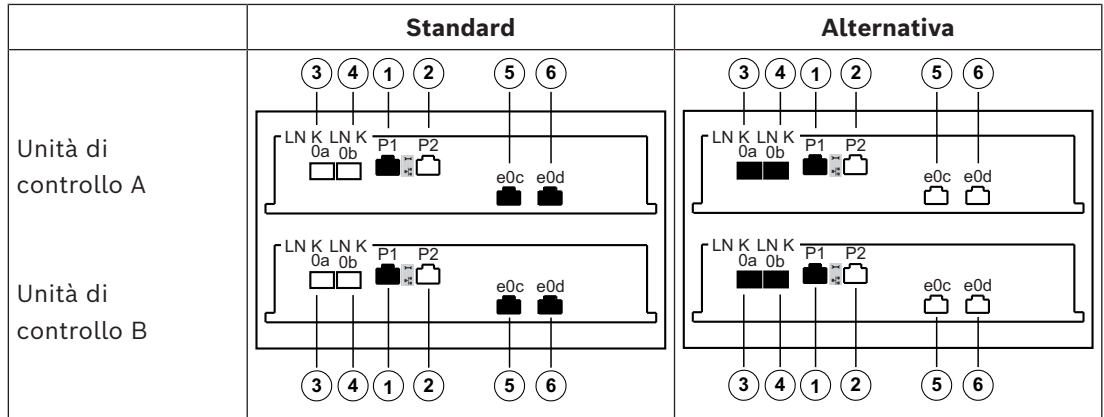 Standard
Alternativa
Unità di
controllo A
3 4 1 2 5 6
LN K LN K
0a 0b P1 P2
e0c e0d
3 4 1 2 5 6
LN K LN K
0a 0b P1 P2
e0c e0d
Unità di
controllo B
LN K LN K
0a 0b P1 P2
e0c e0d
3 4 1 2 5 6
LN K LN K
0a 0b P1 P2
e0c e0d
3 4 1 2 5 6